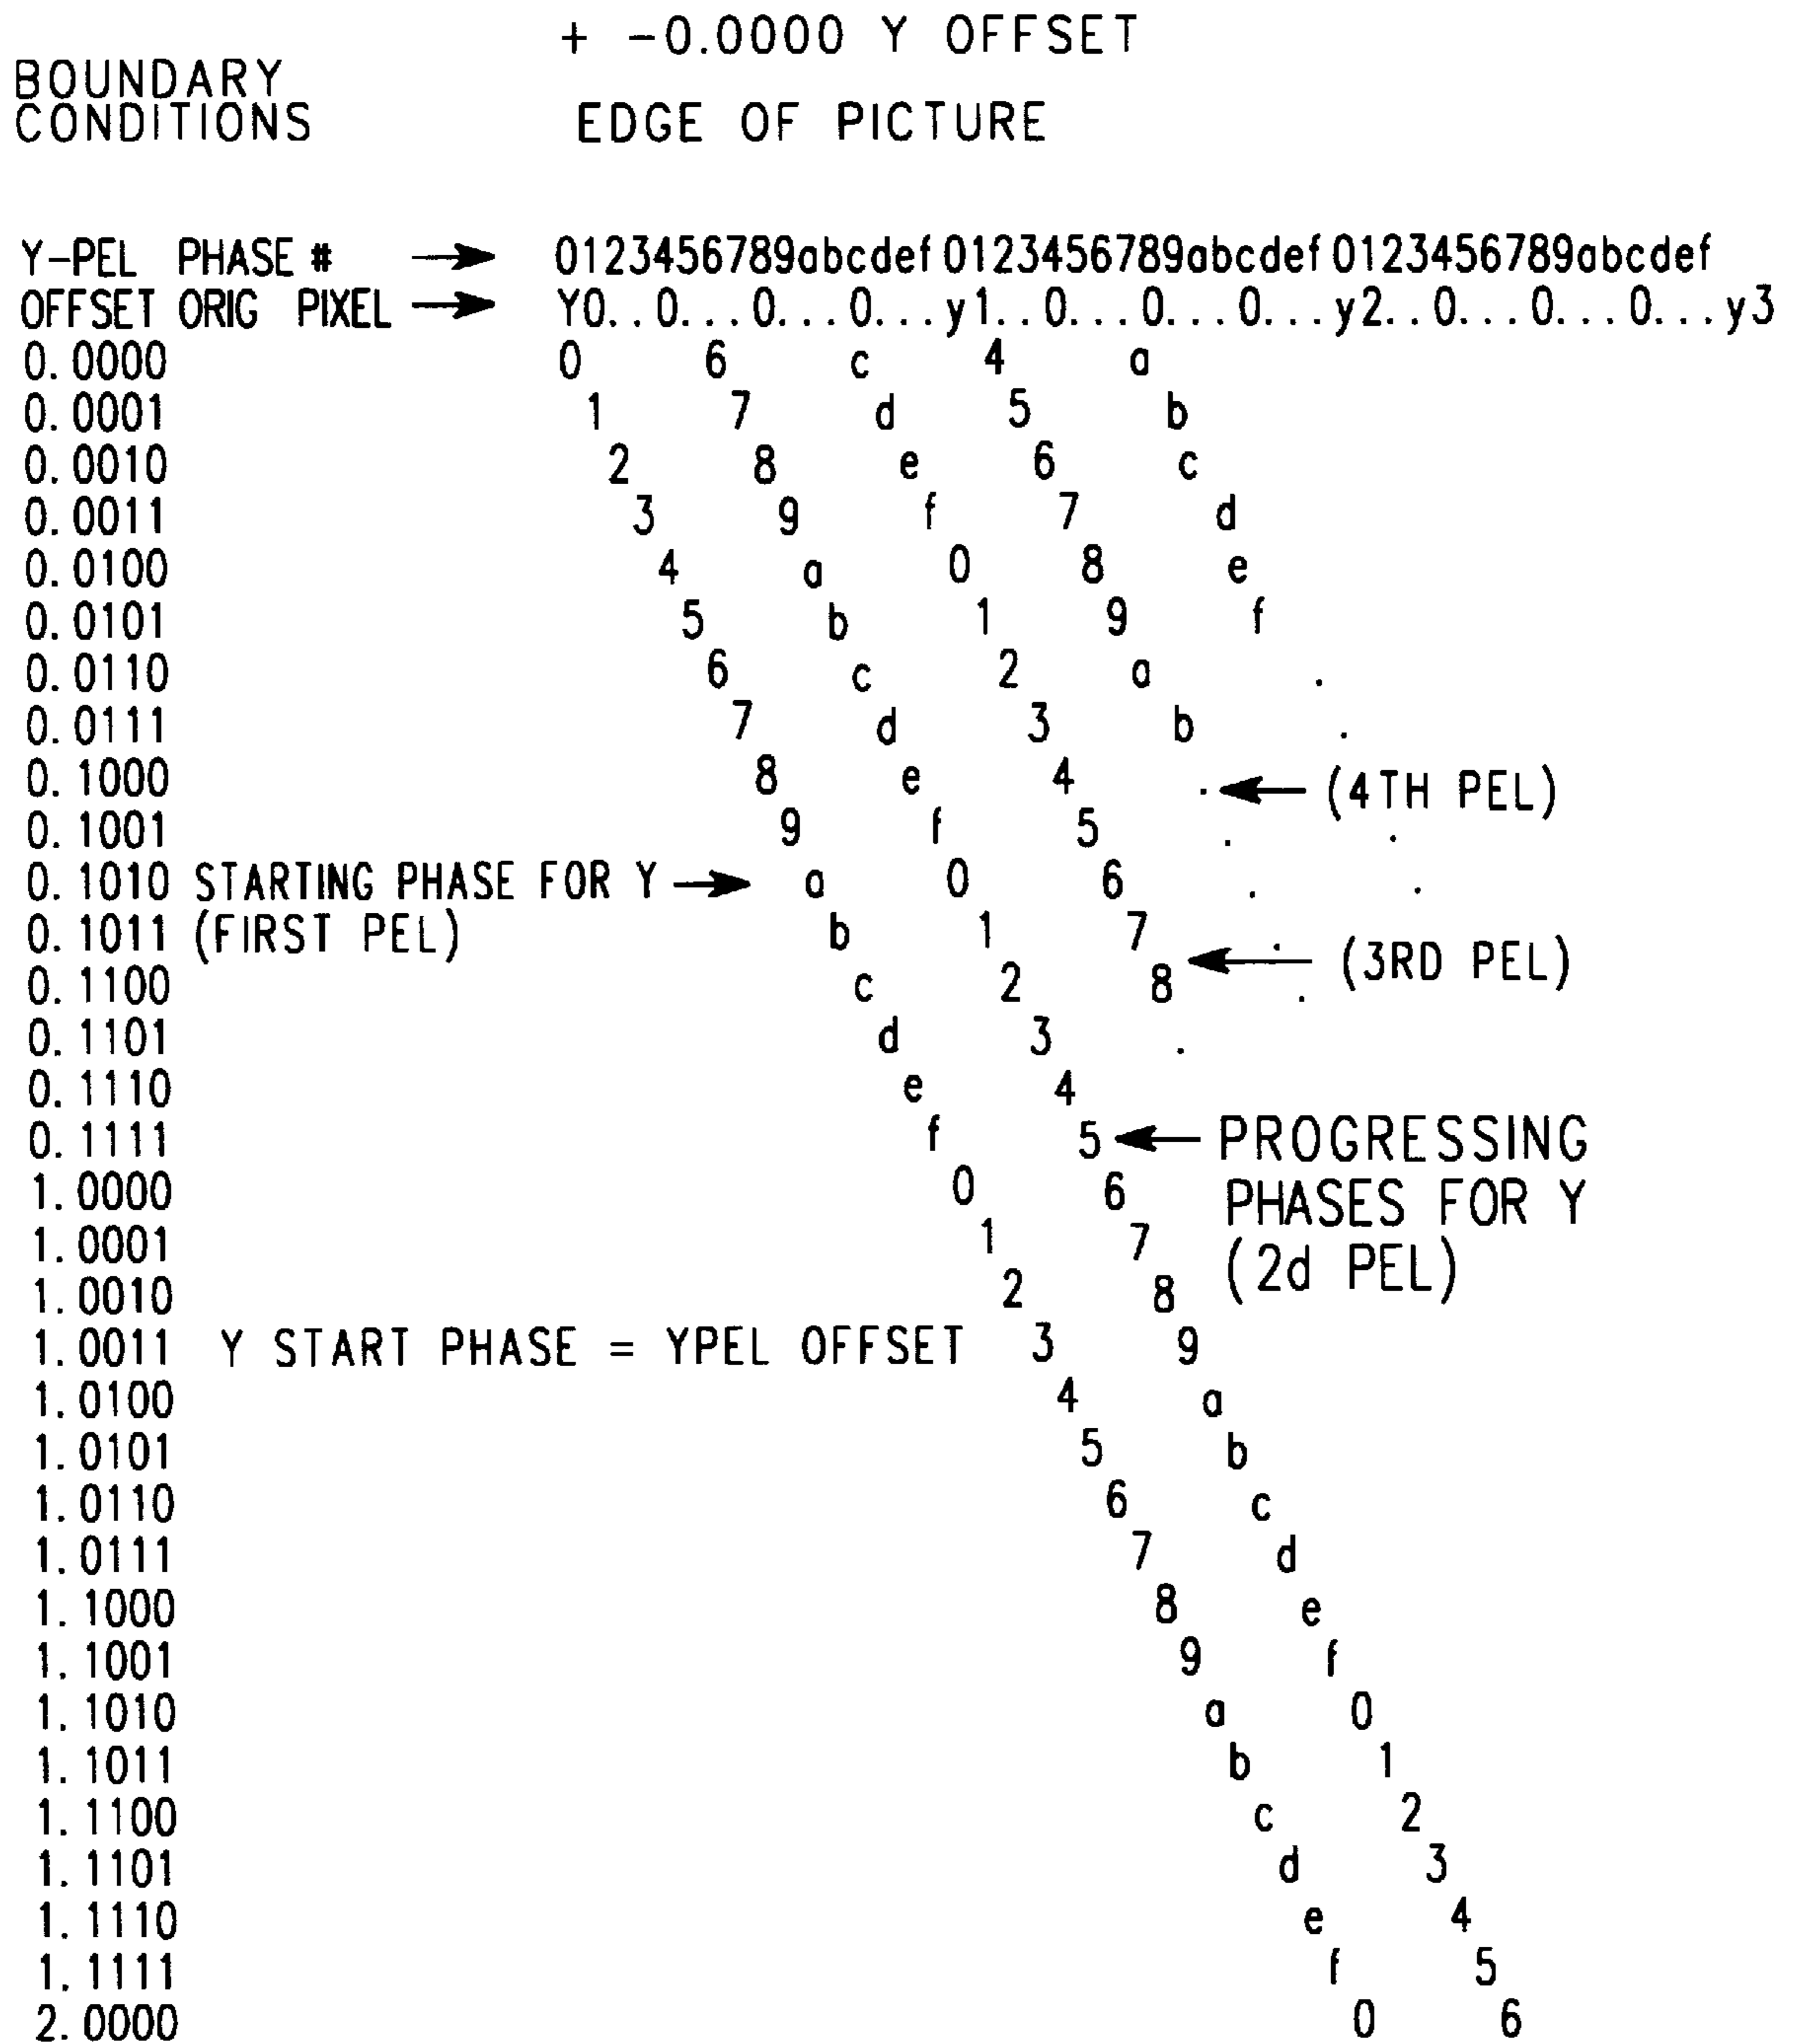 + -0.0000 Y OFFSET
BOUNDARY
CONDITIONS EDGE OF PICTURE
Y-PEL PHASE # → 0123456789abcdef 0123456789abcdef 0123456789abcdef
OFFSET ORIG PIXEL → Y0..0...0...0...y1..0...0...0...y2..0...0...0...y3
0.0000 0 6 c 4 a
0.0001 1 7 d 5 b
0.0010 2 8 e 6 c
0.0011 3 9 f 7 d
0.0100 4 a 0 8 e
0.0101 5 b 1 9 f
0.0110 6 c 2 a .
0.0111 7 d 3 b .
0.1000 8 e 4 . ← (4TH PEL)
0.1001 9 f 5 . .
0.1010 STARTING PHASE FOR Y → a 0 6 . .
0.1011 (FIRST PEL) b 1 7 .
← (3RD PEL)
0.1100 c 2 8 .
0.1101 d 3 .
0.1110 e 4
0.1111 f 5 ← PROGRESSING
1.0000 0 6 PHASES FOR Y
1.0001 1 7 (2d PEL)
1.0010 2 8
1.0011 Y START PHASE = YPEL OFFSET 3 9
1.0100 4 a
1.0101 5 b
1.0110 6 c
1.0111 7 d
1.1000 8 e
1.1001 9 f
1.1010 a 0
1.1011 b 1
1.1100 c 2
1.1101 d 3
1.1110 e 4
1.1111 f 5
2.0000 0 6